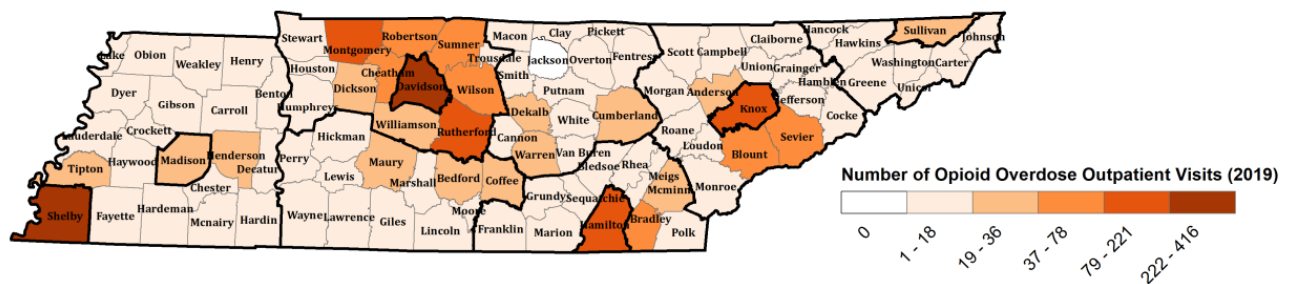 Stewart
Montgomery
Robertson
Sumner
Macon
Clay
Pickett
Trousdale
Jackson
Overton
Fentress
Scott
Campbell
Claiborne
Hancock
Hawkins
Sullivan
Johnson
Lake
Obion
Weakley
Henry
Houston
Cheatham
Davidson
Wilson
Smith
Putnam
Morgan
Anderson
Union
Grainger
Hamblen
Greene
Washington
Carter
Unicoi
Dyer
Gibson
Carroll
Benton
Humphreys
Dickson
Williamson
Rutherford
Dekalb
White
Cumberland
Roane
Knox
Jefferson
Cocke
Lauderdale
Crockett
Hickman
Cannon
Warren
Van Buren
Bledsoe
Rhea
Loudon
Blount
Sevier
Tipton
Haywood
Madison
Henderson
Decatur
Perry
Lewis
Maury
Marshall
Bedford
Coffee
Grundy
Sequatchie
Meigs
Mcminn
Monroe
Shelby
Fayette
Hardeman
Chester
Mcnairy
Hardin
Wayne
Lawrence
Giles
Lincoln
Moore
Franklin
Marion
Hamilton
Bradley
Polk
Number of Opioid Overdose Outpatient Visits (2019)
0
1 - 18
19 - 36
37 - 78
79 - 221
222 - 416